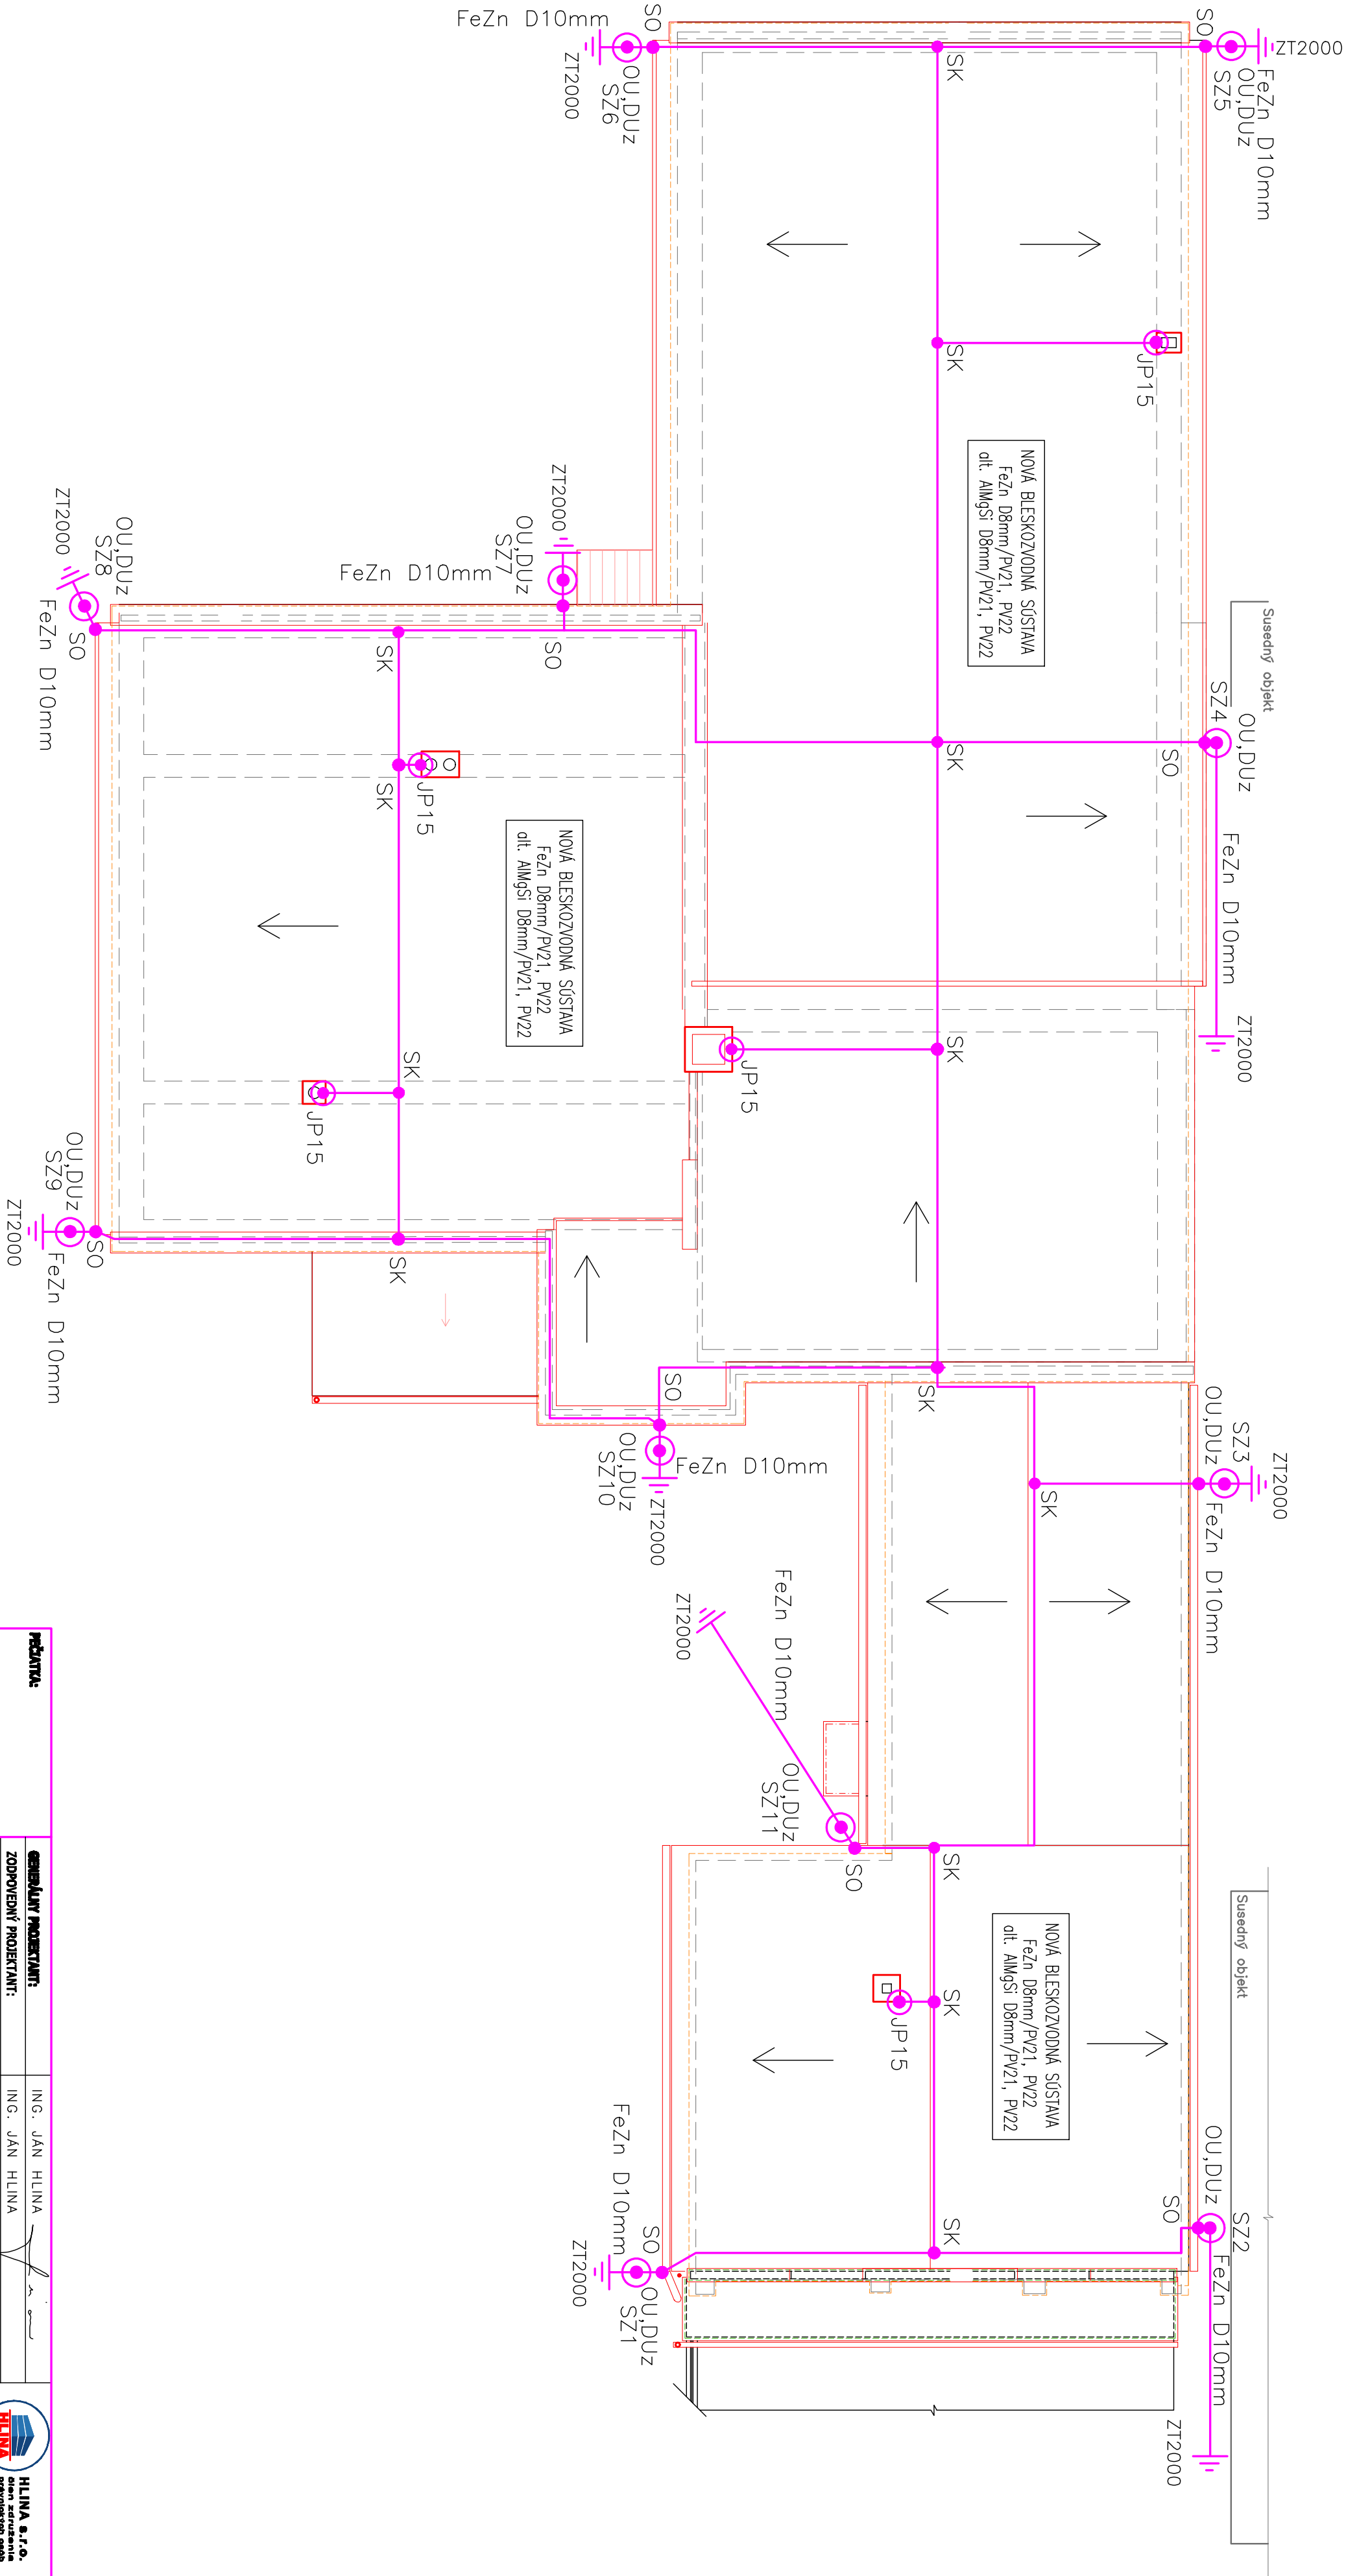 FeZn D10mm
SO
ZT2000
OU,DUz
SZ6
SK
SO
ZT2000
FeZn D10mm
OU,DUz
SZ5
SK
JP15
NOVÁ BLESKOZVODNÁ SÚSTAVA
FeZn D8mm/PV21, PV22
alt. AlMgSi D8mm/PV21, PV22
Susedný objekt
SZ4
OU,DUz
SO
FeZn D10mm
ZT2000
SK
ZT2000
OU,DUz
SZ7
FeZn D10mm
SO
ZT2000
OU,DUz
SZ8
SO
FeZn D10mm
SK
SK
JP15
NOVÁ BLESKOZVODNÁ SÚSTAVA
FeZn D8mm/PV21, PV22
alt. AlMgSi D8mm/PV21, PV22
SK
JP15
SK
JP15
OU,DUz
SZ9
SO
ZT2000
FeZn D10mm
SK
SO
OU,DUz
SZ10
FeZn D10mm
ZT2000
SK
SZ3
OU,DUz
ZT2000
FeZn D10mm
SK
FeZn D10mm
ZT2000
OU,DUz
SZ11
SO
SK
Susedný objekt
NOVÁ BLESKOZVODNÁ SÚSTAVA
FeZn D8mm/PV21, PV22
alt. AlMgSi D8mm/PV21, PV22
SK
JP15
OU,DUz
SZ2
SO
FeZn D10mm
ZT2000
SK
FeZn D10mm
SO
OU,DUz
SZ1
ZT2000
PEČIATKA:
GENERÁLNY PROJEKTANT:
ING. JÁN HLINA
ZODPOVEDNÝ PROJEKTANT:
ING. JÁN HLINA
HLINA
HLINA s.r.o.
člen združenia
právnických osôb